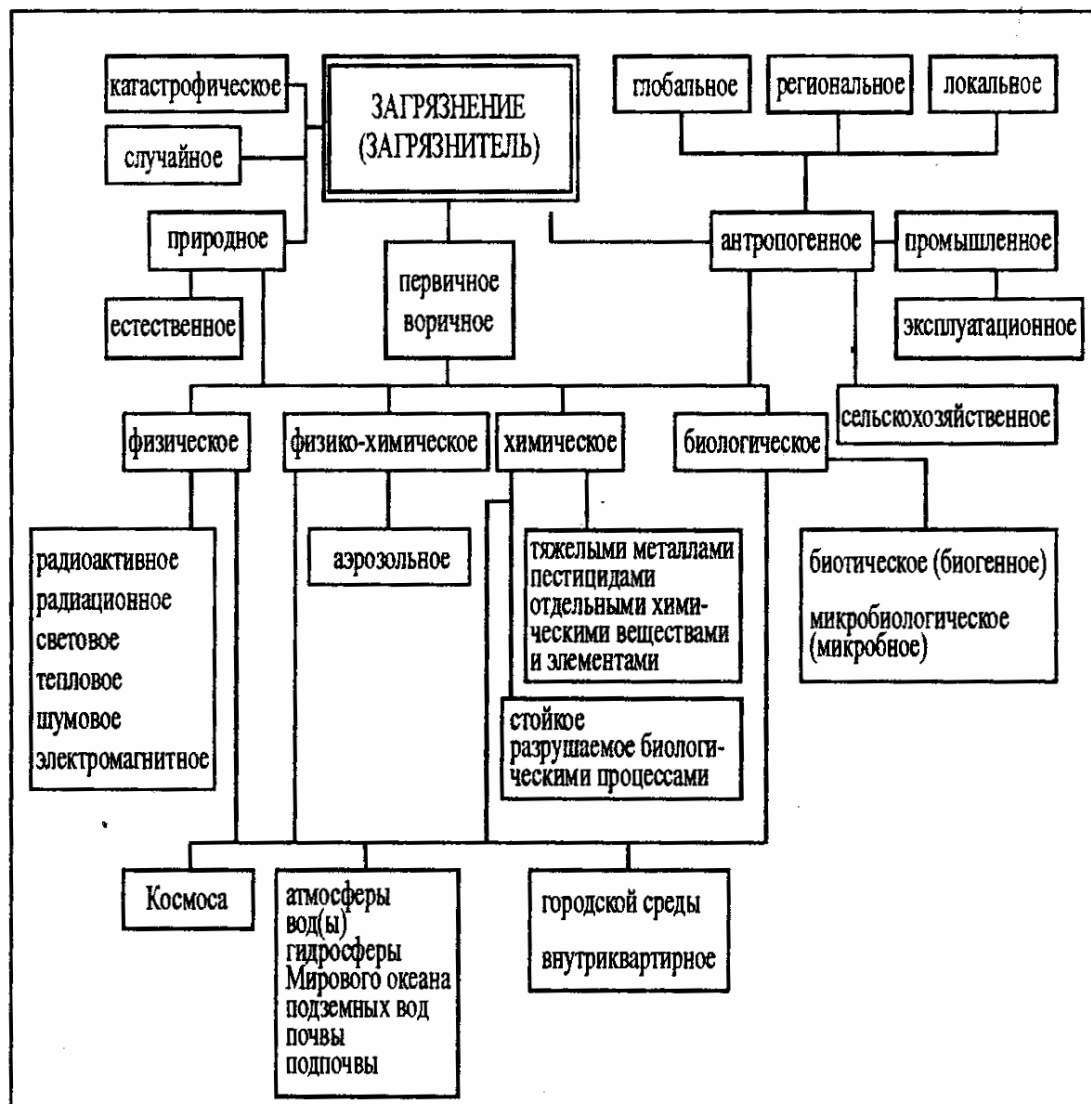 катастрофическое
случайное
ЗАГРЯЗНЕНИЕ
(ЗАГРЯЗНИТЕЛЬ)
глобальное
региональное
локальное
природное
естественное
первичное
воричное
антропогенное
промышленное
эксплуатационное
сельскохозяйственное
физическое
физико-химическое
химическое
биологическое
радиоактивное
радиационное
световое
тепловое
шумовое
электромагнитное
аэрозольное
тяжелыми металлами
пестицидами
отдельными хими-
ческими веществами
и элементами
стойкое
разрушаемое биологи-
ческими процессами
биотическое (биогенное)
микробиологическое
(микробное)
Космоса
атмосферы
вод(ы)
гидросферы
Мирового океана
подземных вод
почвы
подпочвы
городской среды
внутриквартирное